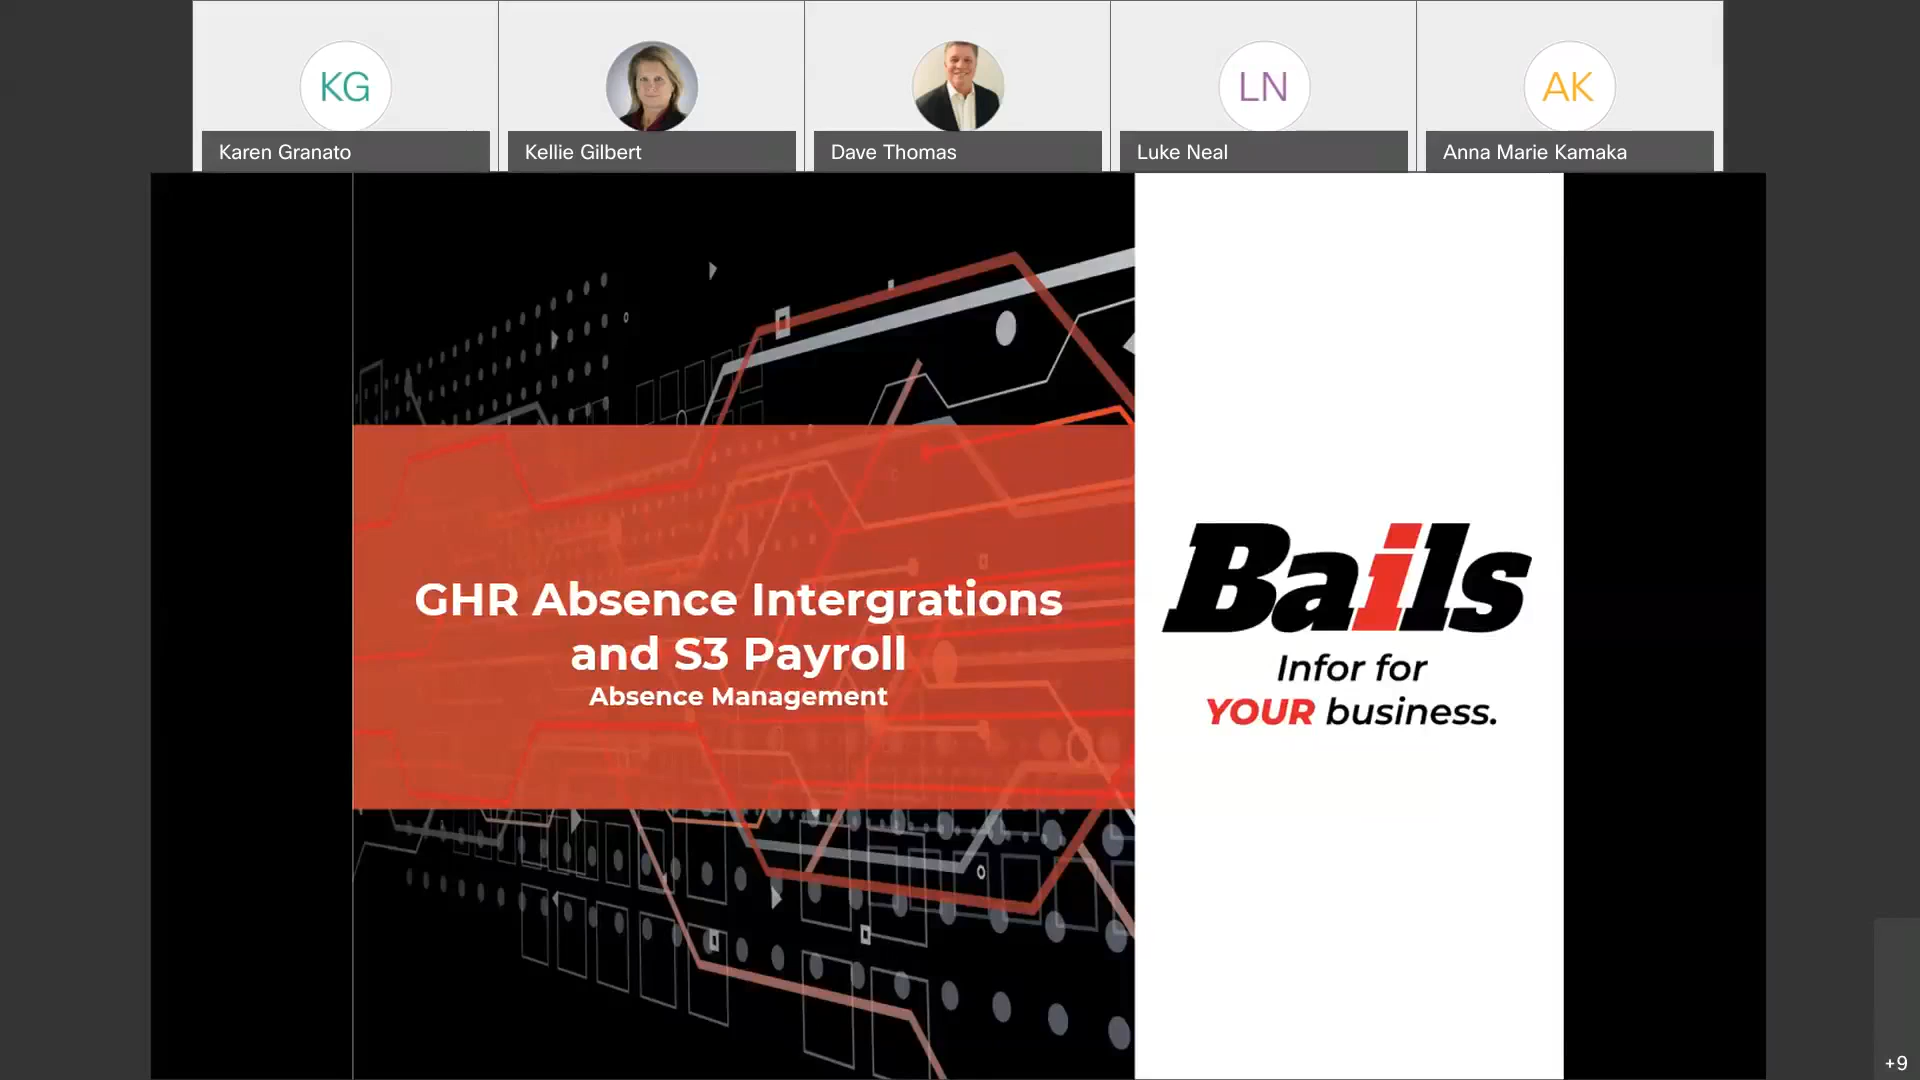 KG
LN
AK
Karen Granato
Kellie Gilbert
Dave Thomas
Luke Neal
Anna Marie Kamaka
GHR Absence Intergrations
and S3 Payroll
Absence Management
Bails
Infor for
YOUR business.
+9